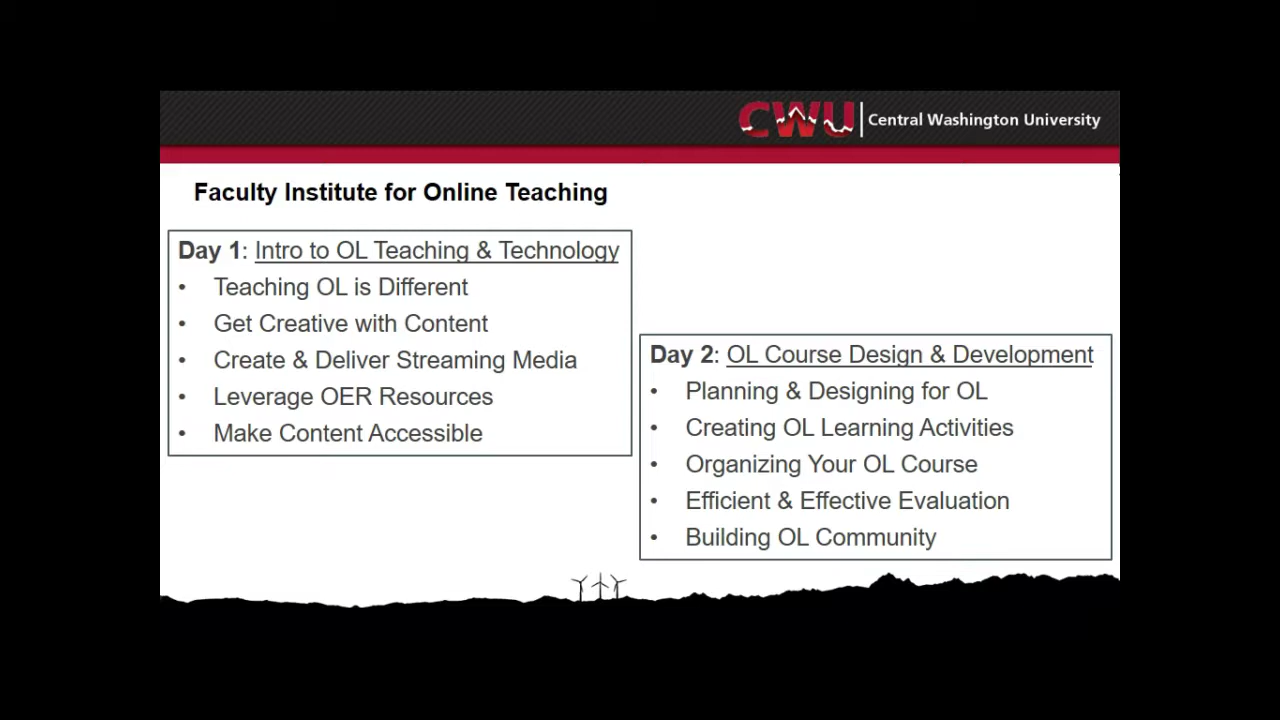 CWU Central Washington University
Faculty Institute for Online Teaching
Day 1: Intro to OL Teaching & Technology
• Teaching OL is Different
• Get Creative with Content
• Create & Deliver Streaming Media
• Leverage OER Resources
• Make Content Accessible
Day 2: OL Course Design & Development
• Planning & Designing for OL
• Creating OL Learning Activities
• Organizing Your OL Course
• Efficient & Effective Evaluation
• Building OL Community